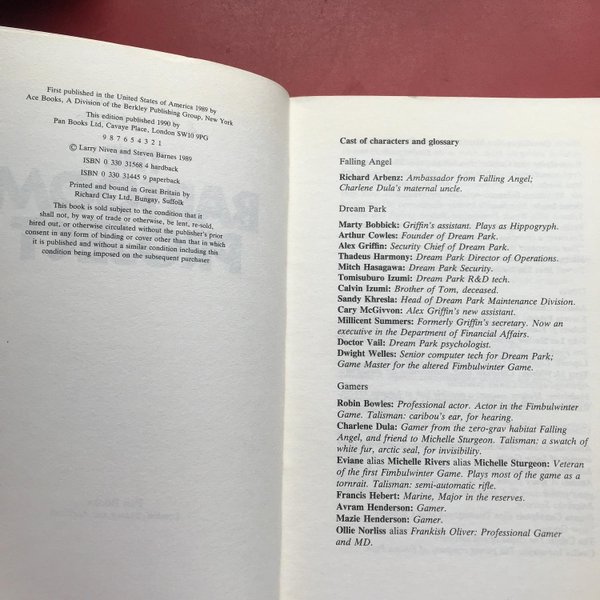 First published in the United States of America 1989 by
Ace Books, A Division of the Berkley Publishing Group, New York
This edition published 1990 by
Pan Books Ltd, Cavaye Place, London SW10 9PG
9 8 7 6 5 4 3 2 1
© Larry Niven and Steven Barnes 1989
ISBN 0 330 31568 4 hardback
ISBN 0 330 31445 9 paperback
Printed and bound in Great Britain by
Richard Clay Ltd, Bungay, Suffolk
This book is sold subject to the condition that it
shall not, by way of trade or otherwise, be lent, re-sold,
hired out, or otherwise circulated without the publisher's prior
consent in any form of binding or cover other than that in which
it is published and without a similar condition including this
condition being imposed on the subsequent purchaser
Cast of characters and glossary
Falling Angel
Richard Arbenz: Ambassador from Falling Angel;
Charlene Dula's maternal uncle.
Dream Park
Marty Bobbick: Griffin's assistant. Plays as Hippogryph.
Arthur Cowles: Founder of Dream Park.
Alex Griffin: Security Chief of Dream Park.
Thadeus Harmony: Dream Park Director of Operations.
Mitch Hasagawa: Dream Park Security.
Tomisuburo Izumi: Dream Park R&D tech.
Calvin Izumi: Brother of Tom, deceased.
Sandy Khresla: Head of Dream Park Maintenance Division.
Cary McGivvon: Alex Griffin's new assistant.
Millicent Summers: Formerly Griffin's secretary. Now an
executive in the Department of Financial Affairs.
Doctor Vail: Dream Park psychologist.
Dwight Welles: Senior computer tech for Dream Park;
Game Master for the altered Fimbulwinter Game.
Gamers
Robin Bowles: Professional actor. Actor in the Fimbulwinter
Game. Talisman: caribou's ear, for hearing.
Charlene Dula: Gamer from the zero-grav habitat Falling
Angel, and friend to Michelle Sturgeon. Talisman: a swatch of
white fur, arctic seal, for invisibility.
Eviane alias Michelle Rivers alias Michelle Sturgeon: Veteran
of the first Fimbulwinter Game. Plays most of the game as a
tornrait. Talisman: semi-automatic rifle.
Francis Hebert: Marine, Major in the reserves.
Avram Henderson: Gamer.
Mazie Henderson: Gamer.
Ollie Norliss alias Frankish Oliver: Professional Gamer
and MD.